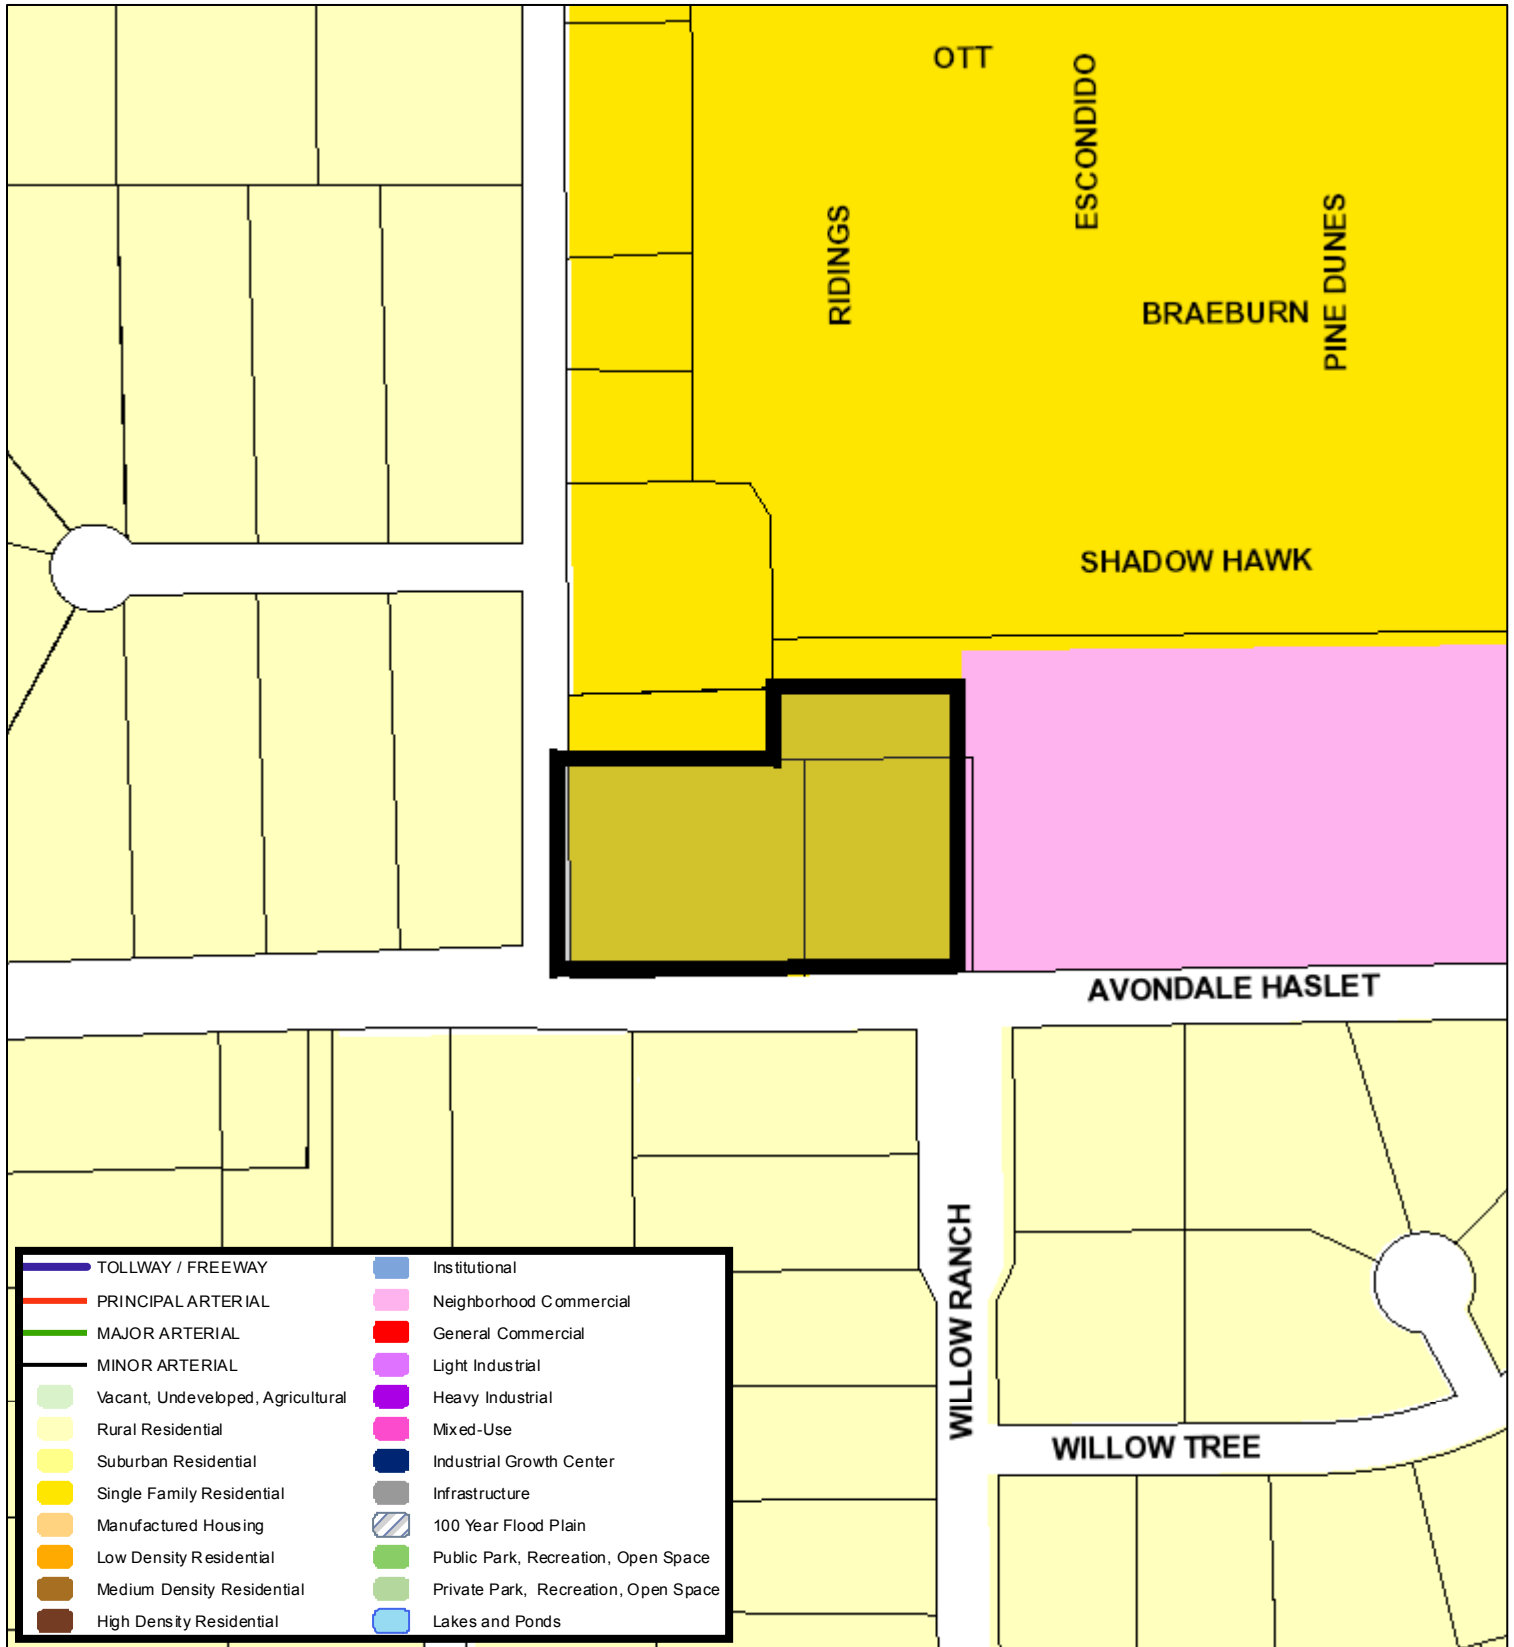 OTT
ESCONDIDO
RIDINGS
PINE DUNES
BRAEBURN
SHADOW HAWK
AVONDALE HASLET
WILLOW RANCH
WILLOW TREE
TOLLWAY / FREEWAY
PRINCIPAL ARTERIAL
MAJOR ARTERIAL
MINOR ARTERIAL
Vacant, Undeveloped, Agricultural
Rural Residential
Suburban Residential
Single Family Residential
Manufactured Housing
Low Density Residential
Medium Density Residential
High Density Residential
Institutional
Neighborhood Commercial
General Commercial
Light Industrial
Heavy Industrial
Mixed-Use
Industrial Growth Center
Infrastructure
100 Year Flood Plain
Public Park, Recreation, Open Space
Private Park, Recreation, Open Space
Lakes and Ponds